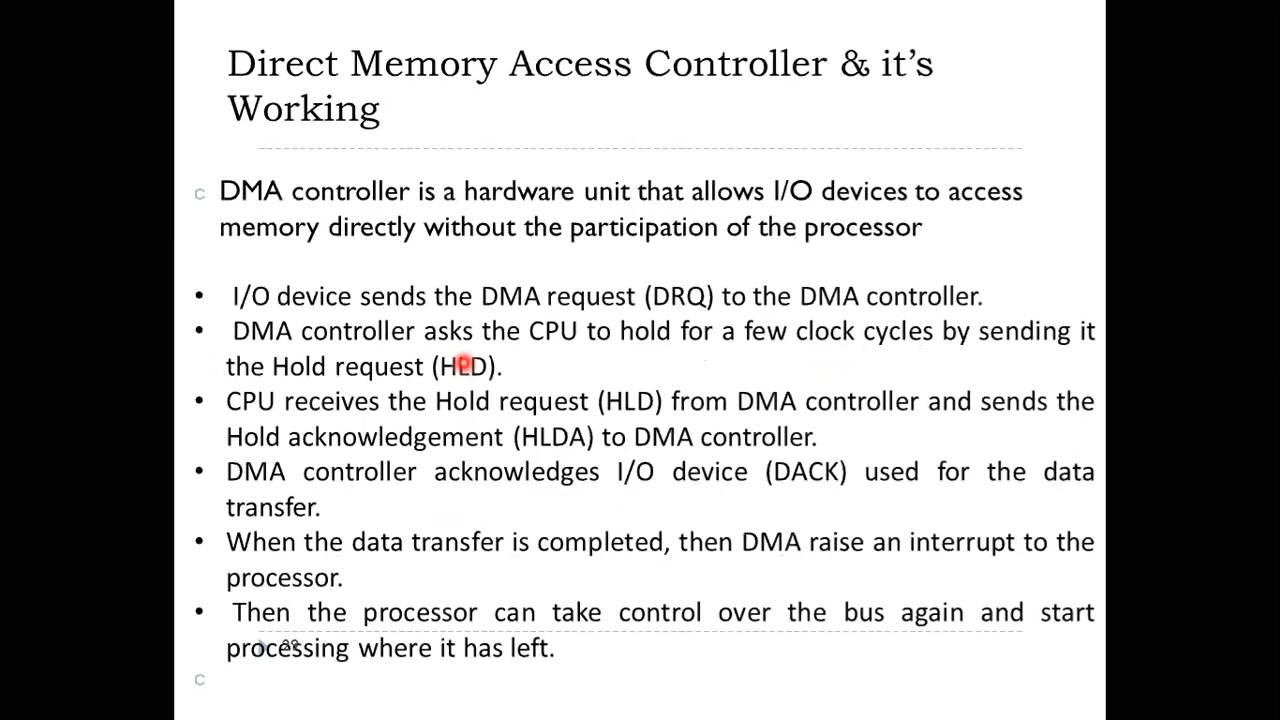 Direct Memory Access Controller & it’s
Working
DMA controller is a hardware unit that allows I/O devices to access
memory directly without the participation of the processor
• I/O device sends the DMA request (DRQ) to the DMA controller.
• DMA controller asks the CPU to hold for a few clock cycles by sending it
the Hold request (HLD).
• CPU receives the Hold request (HLD) from DMA controller and sends the
Hold acknowledgement (HLDA) to DMA controller.
• DMA controller acknowledges I/O device (DACK) used for the data
transfer.
• When the data transfer is completed, then DMA raise an interrupt to the
processor.
• Then the processor can take control over the bus again and start
processing where it has left.